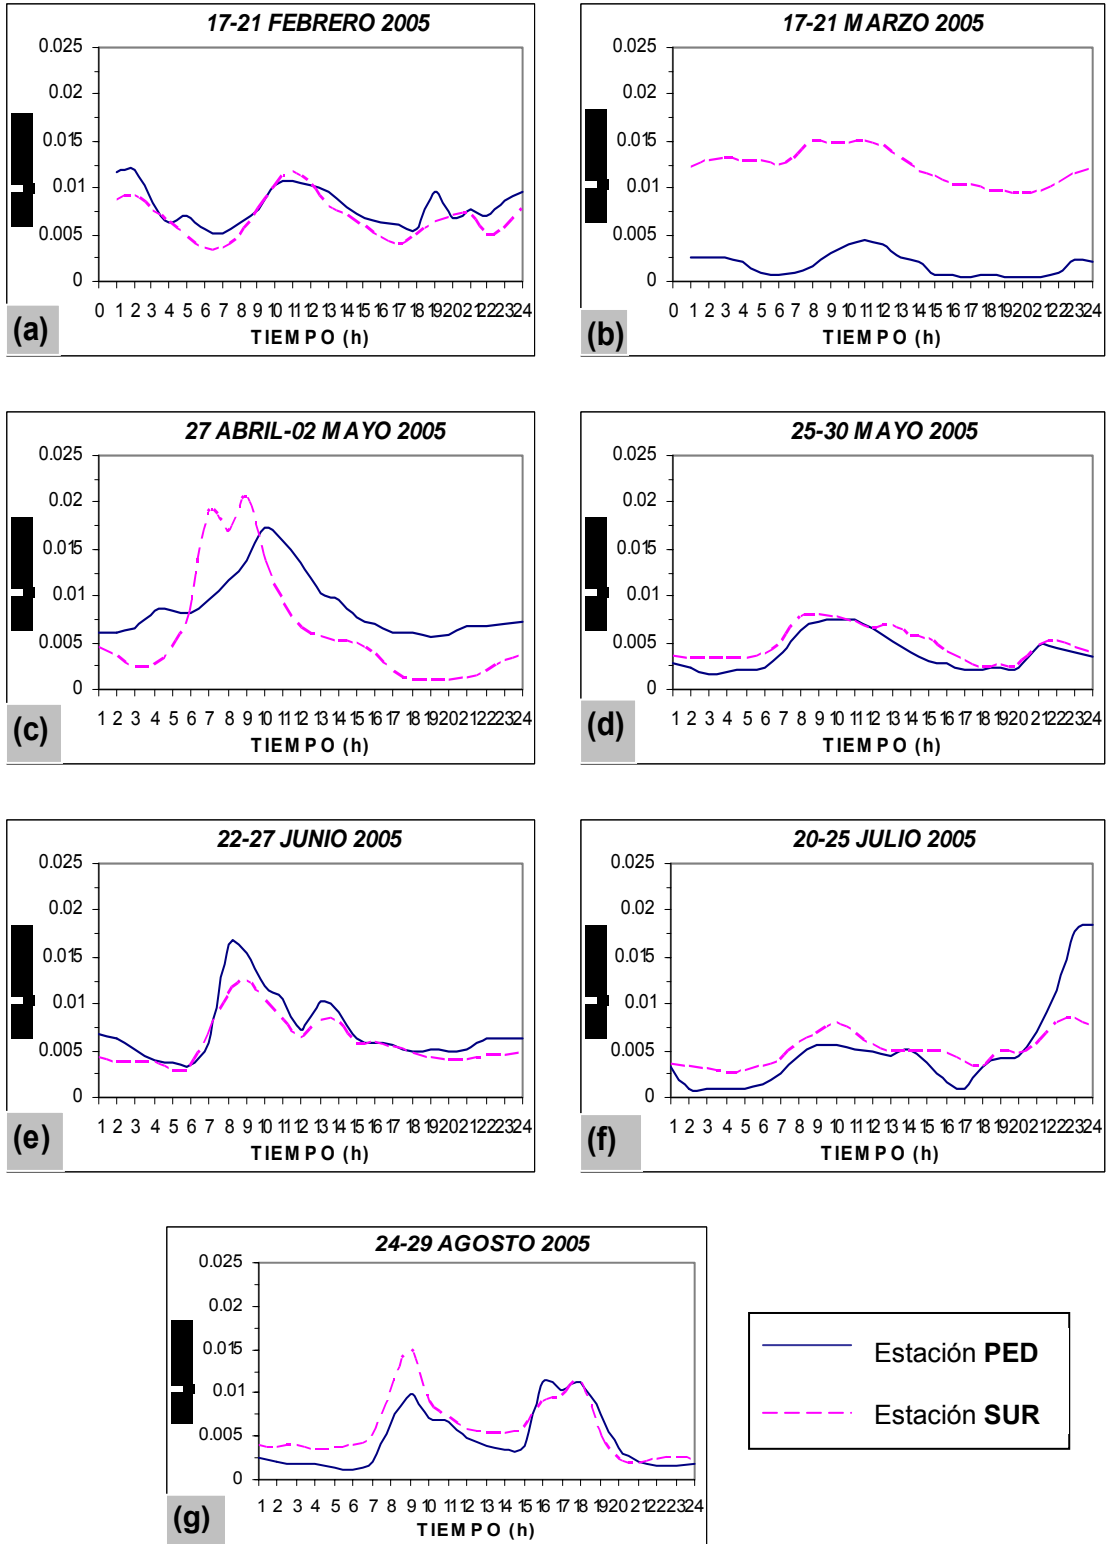 17-21 FEBRERO 2005
0.025
0.02
0.015
0.01
0.005
0
0 1 2 3 4 5 6 7 8 9 10 11 12 13 14 15 16 17 18 19 20 21 22 23 24
TIEMPO (h)
(a)
17-21 MARZO 2005
0.025
0.02
0.015
0.01
0.005
0
0 1 2 3 4 5 6 7 8 9 10 11 12 13 14 15 16 17 18 19 20 21 22 23 24
TIEMPO (h)
(b)
27 ABRIL-02 MAYO 2005
0.025
0.02
0.015
0.01
0.005
0
1 2 3 4 5 6 7 8 9 10 11 12 13 14 15 16 17 18 19 20 21 22 23 24
TIEMPO (h)
(c)
25-30 MAYO 2005
0.025
0.02
0.015
0.01
0.005
0
1 2 3 4 5 6 7 8 9 10 11 12 13 14 15 16 17 18 19 20 21 22 23 24
TIEMPO (h)
(d)
22-27 JUNIO 2005
0.025
0.02
0.015
0.01
0.005
0
1 2 3 4 5 6 7 8 9 10 11 12 13 14 15 16 17 18 19 20 21 22 23 24
TIEMPO (h)
(e)
20-25 JULIO 2005
0.025
0.02
0.015
0.01
0.005
0
1 2 3 4 5 6 7 8 9 10 11 12 13 14 15 16 17 18 19 20 21 22 23 24
TIEMPO (h)
(f)
24-29 AGOSTO 2005
0.025
0.02
0.015
0.01
0.005
0
1 2 3 4 5 6 7 8 9 10 11 12 13 14 15 16 17 18 19 20 21 22 23 24
TIEMPO (h)
(g)
Estación PED
Estación SUR